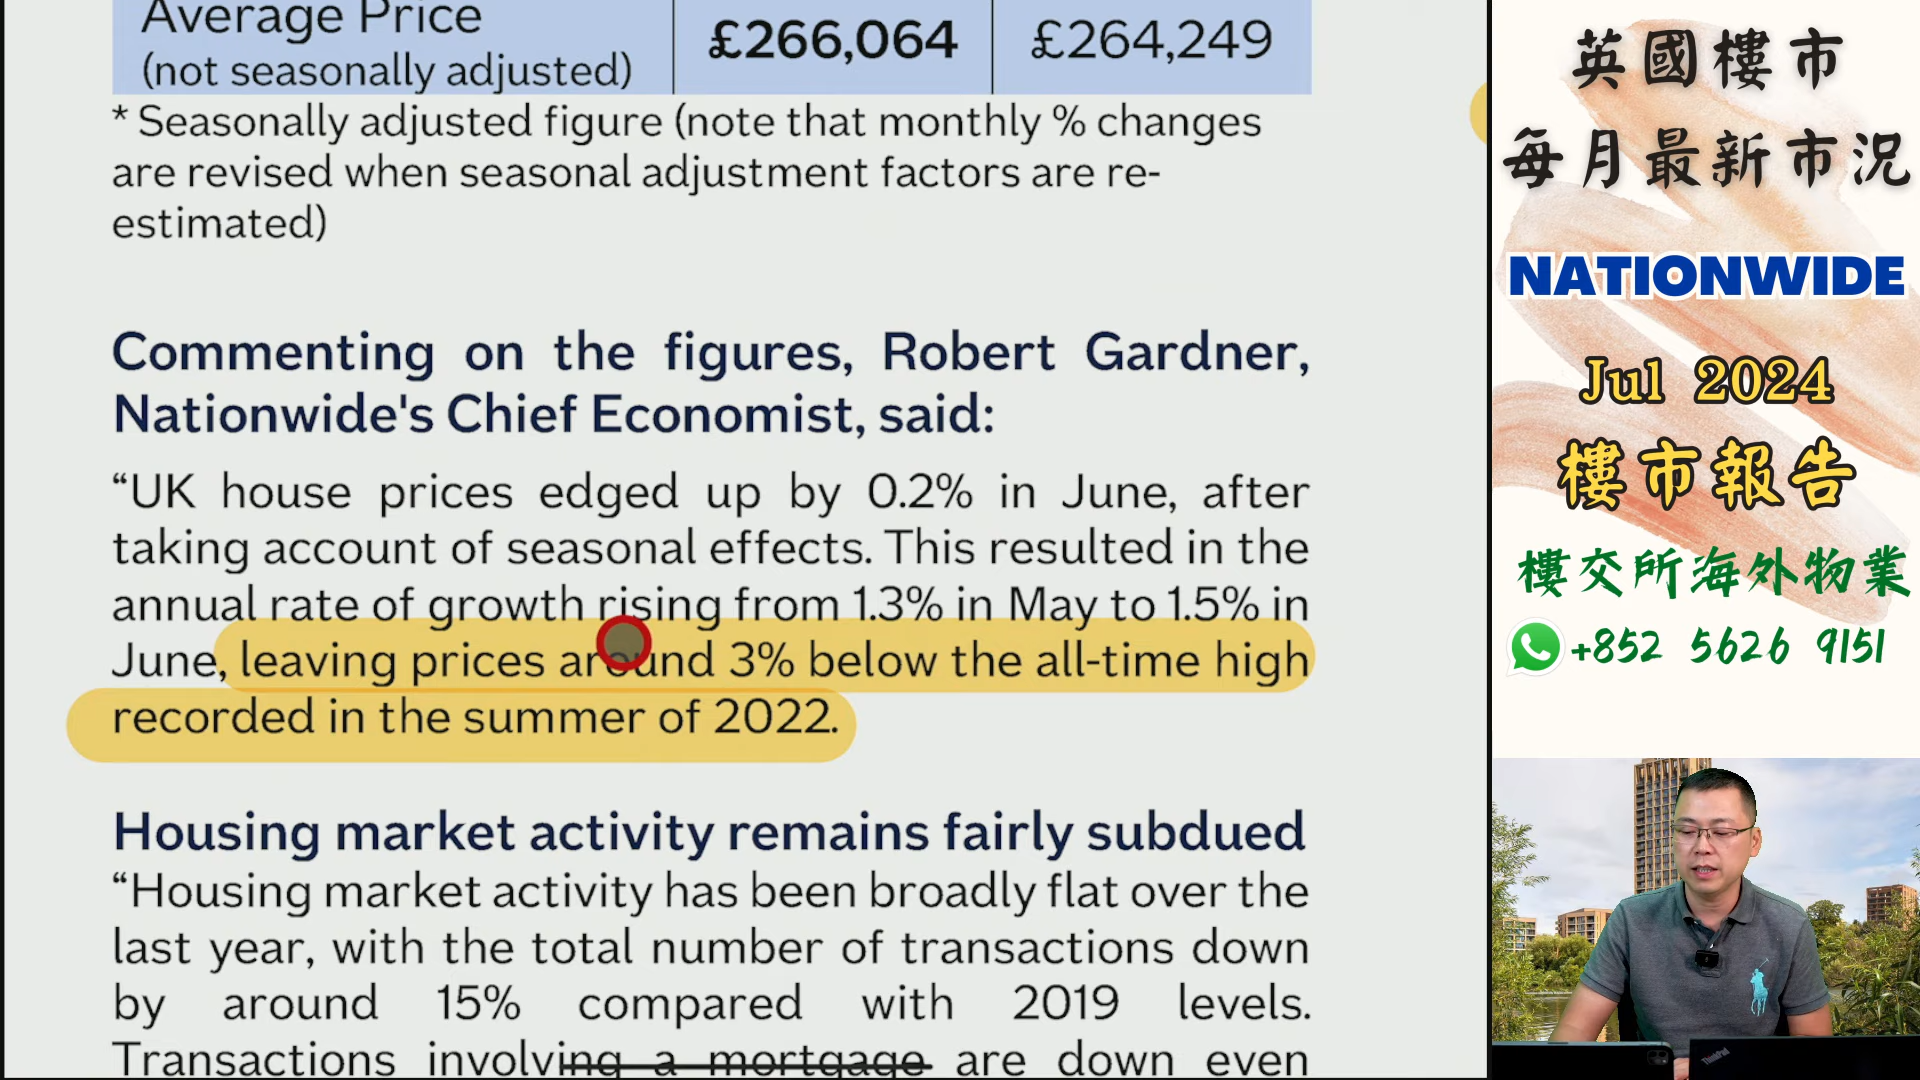 Average Price
(not seasonally adjusted)
£266,064
£264,249
* Seasonally adjusted figure (note that monthly % changes
are revised when seasonal adjustment factors are re-
estimated)
Commenting on the figures, Robert Gardner,
Nationwide's Chief Economist, said:
“UK house prices edged up by 0.2% in June, after
taking account of seasonal effects. This resulted in the
annual rate of growth rising from 1.3% in May to 1.5% in
June, leaving prices around 3% below the all-time high
recorded in the summer of 2022.
Housing market activity remains fairly subdued
“Housing market activity has been broadly flat over the
last year, with the total number of transactions down
by around 15% compared with 2019 levels.
Transactions involving a mortgage are down even
英國樓市
每月最新市況
NATIONWIDE
Jul 2024
樓市報告
樓交所海外物業
+852 5626 9151
ThinkPad